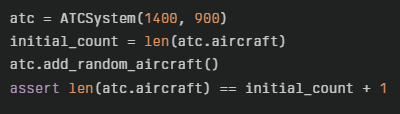 atc = ATCSystem(1400, 900)
initial_count = len(atc.aircraft)
atc.add_random_aircraft()
assert len(atc.aircraft) == initial_count + 1